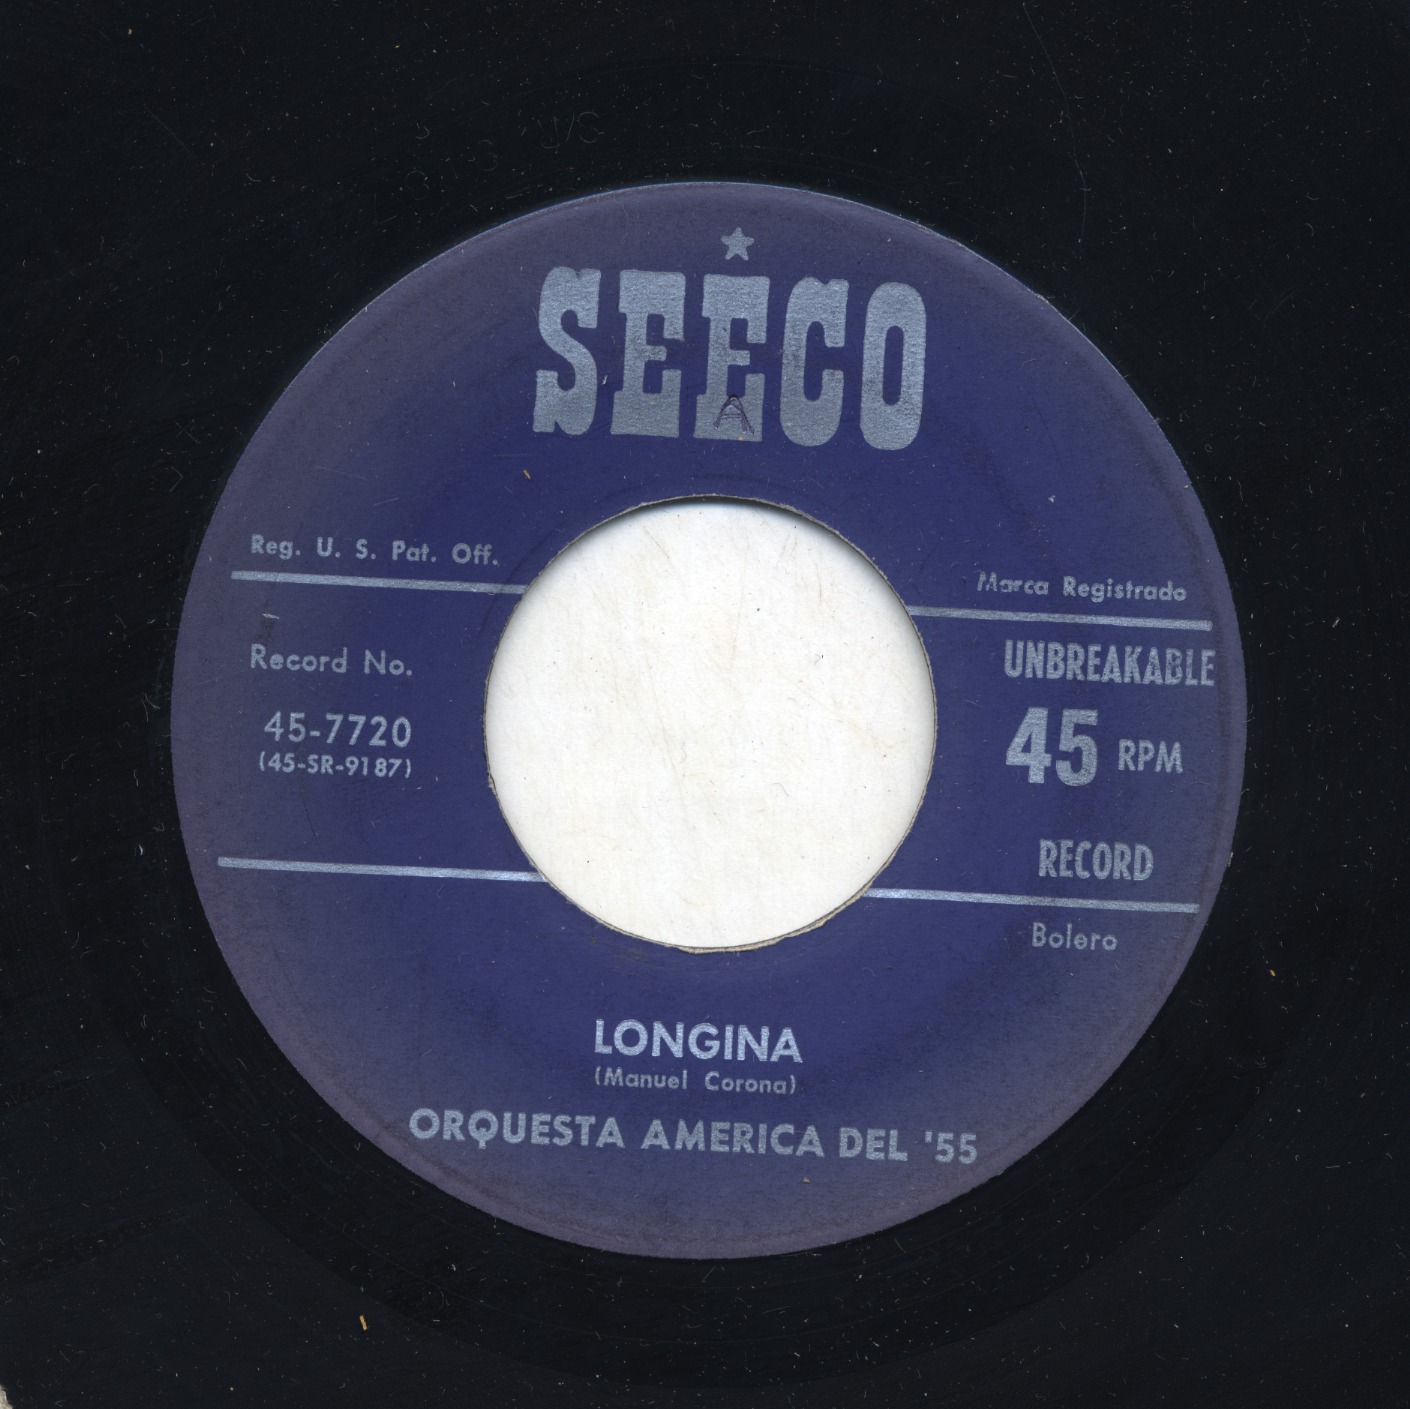 SEECO
A
Reg. U. S. Pat. Off.
Marca Registrado
Record No.
45-7720
(45-SR-9187)
UNBREAKABLE
45 RPM
RECORD
Bolero
LONGINA
(Manuel Corona)
ORQUESTA AMERICA DEL '55